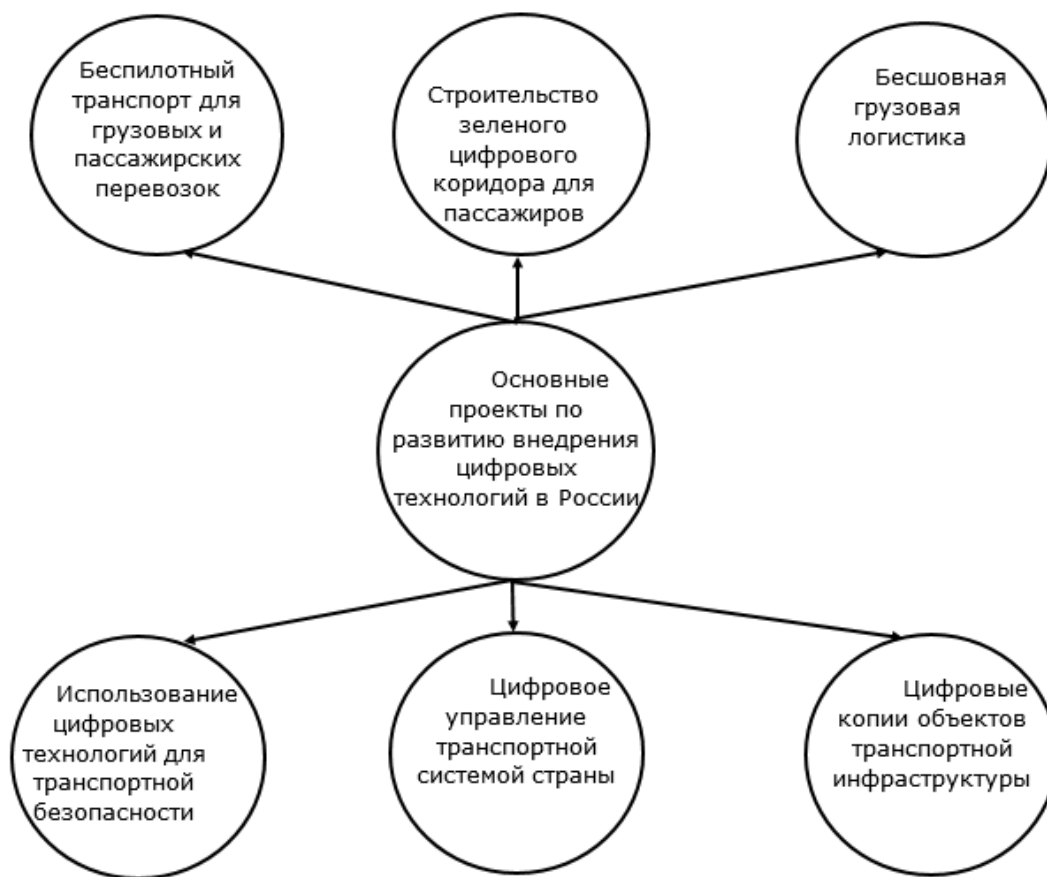 Беспилотный
транспорт для
грузовых и
пассажирских
перевозок
Строительство
зеленого
цифрового
коридора для
пассажиров
Бесшовная
грузовая
логистика
Основные
проекты по
развитию внедрения
цифровых
технологий в России
Использование
цифровых
технологий для
транспортной
безопасности
Цифровое
управление
транспортной
системой страны
Цифровые
копии объектов
транспортной
инфраструктуры